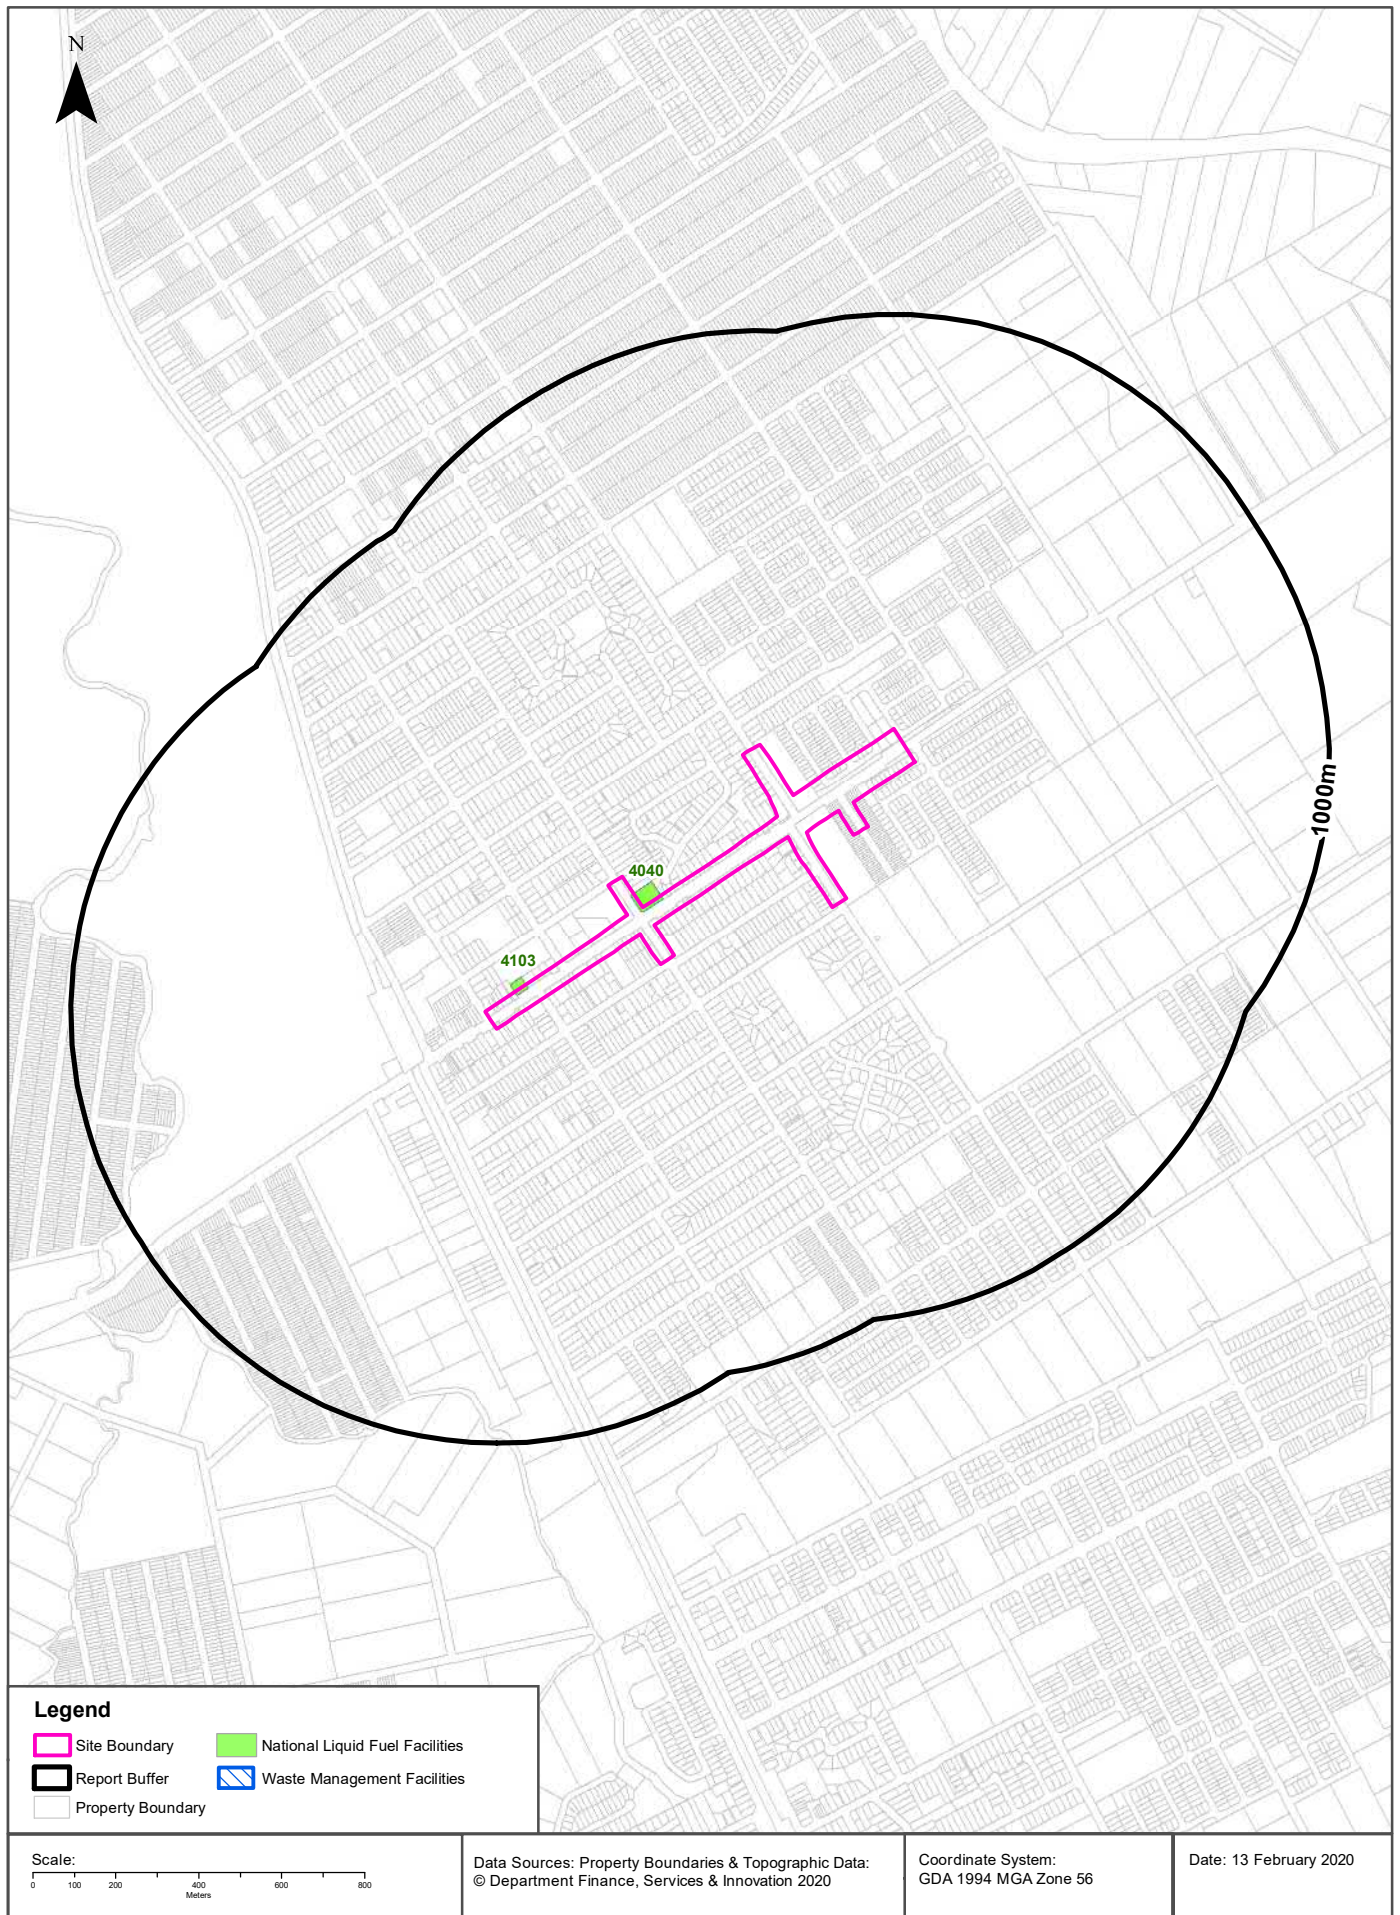 N
1000m
4040
4103
Legend
Site Boundary
National Liquid Fuel Facilities
Report Buffer
Waste Management Facilities
Property Boundary
Scale:
0 100 200 400 600 800
Meters
Data Sources: Property Boundaries & Topographic Data:
© Department Finance, Services & Innovation 2020
Coordinate System:
GDA 1994 MGA Zone 56
Date: 13 February 2020